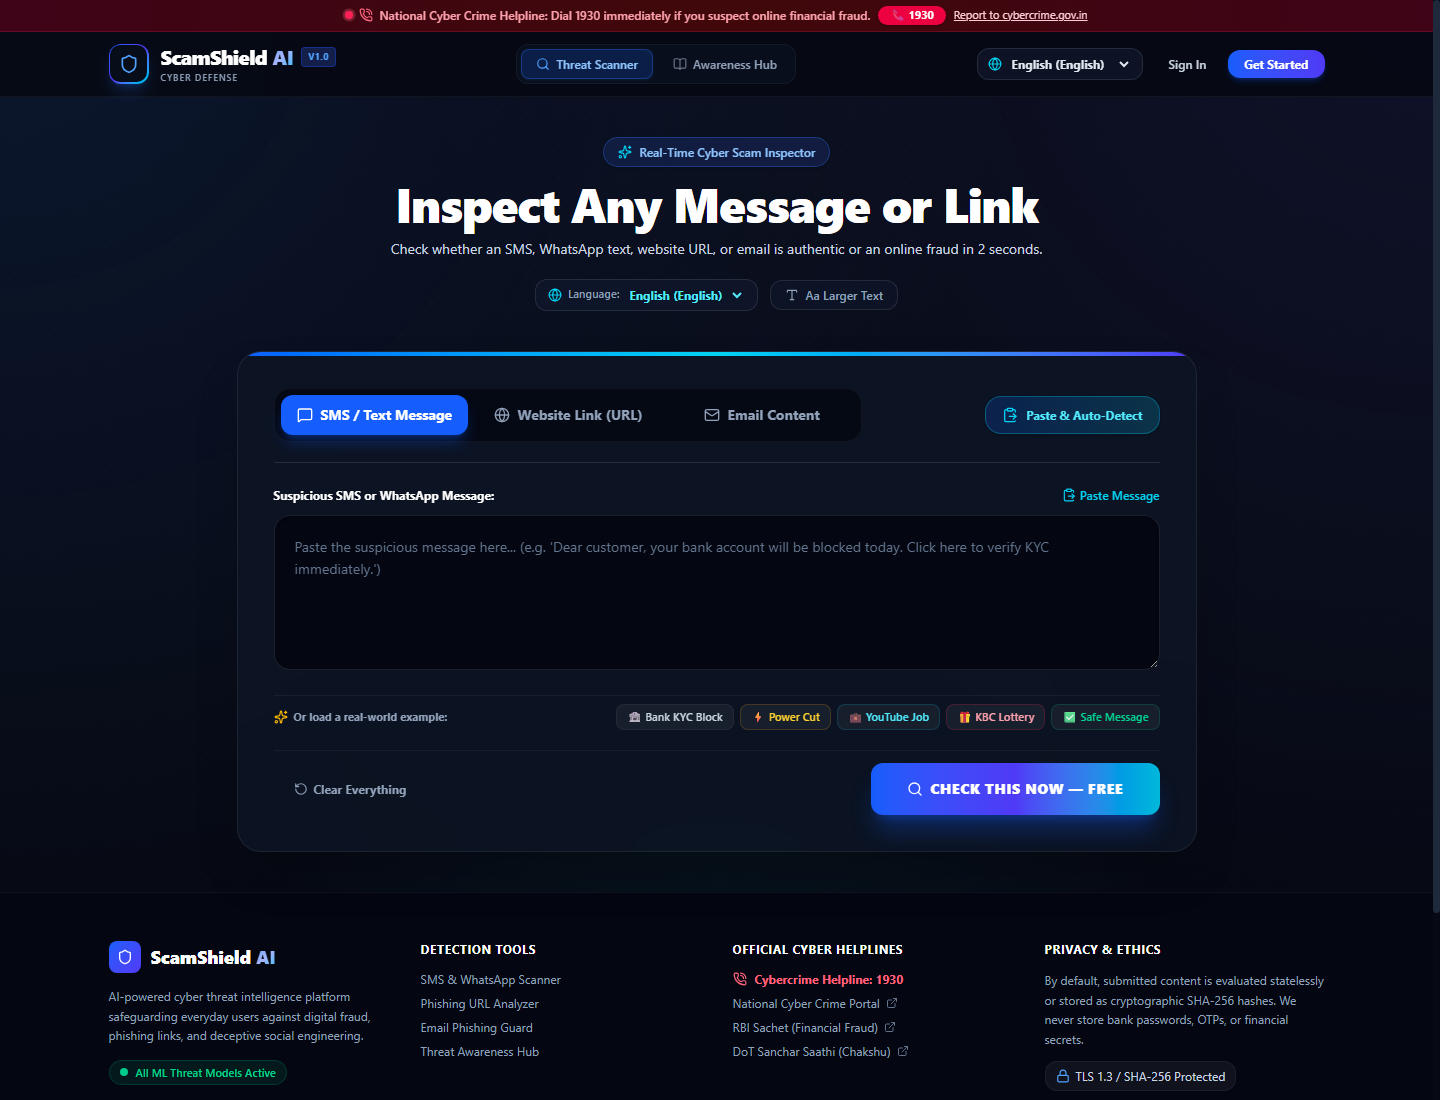 National Cyber Crime Helpline: Dial 1930 immediately if you suspect online financial fraud. 1930 Report to cybercrime.gov.in
ScamShield AI V1.0
CYBER DEFENSE
Threat Scanner
Awareness Hub
English (English)
Sign In
Get Started
Real-Time Cyber Scam Inspector
Inspect Any Message or Link
Check whether an SMS, WhatsApp text, website URL, or email is authentic or an online fraud in 2 seconds.
Language: English (English)
Aa Larger Text
SMS / Text Message
Website Link (URL)
Email Content
Paste & Auto-Detect
Suspicious SMS or WhatsApp Message:
Paste Message
Paste the suspicious message here... (e.g. 'Dear customer, your bank account will be blocked today. Click here to verify KYC
immediately.')
Or load a real-world example:
Bank KYC Block
Power Cut
YouTube Job
KBC Lottery
Safe Message
Clear Everything
CHECK THIS NOW — FREE
ScamShield AI
AI-powered cyber threat intelligence platform
safeguarding everyday users against digital fraud,
phishing links, and deceptive social engineering.
All ML Threat Models Active
DETECTION TOOLS
SMS & WhatsApp Scanner
Phishing URL Analyzer
Email Phishing Guard
Threat Awareness Hub
OFFICIAL CYBER HELPLINES
Cybercrime Helpline: 1930
National Cyber Crime Portal
RBI Sachet (Financial Fraud)
DoT Sanchar Saathi (Chakshu)
PRIVACY & ETHICS
By default, submitted content is evaluated statelessly
or stored as cryptographic SHA-256 hashes. We
never store bank passwords, OTPs, or financial
secrets.
TLS 1.3 / SHA-256 Protected